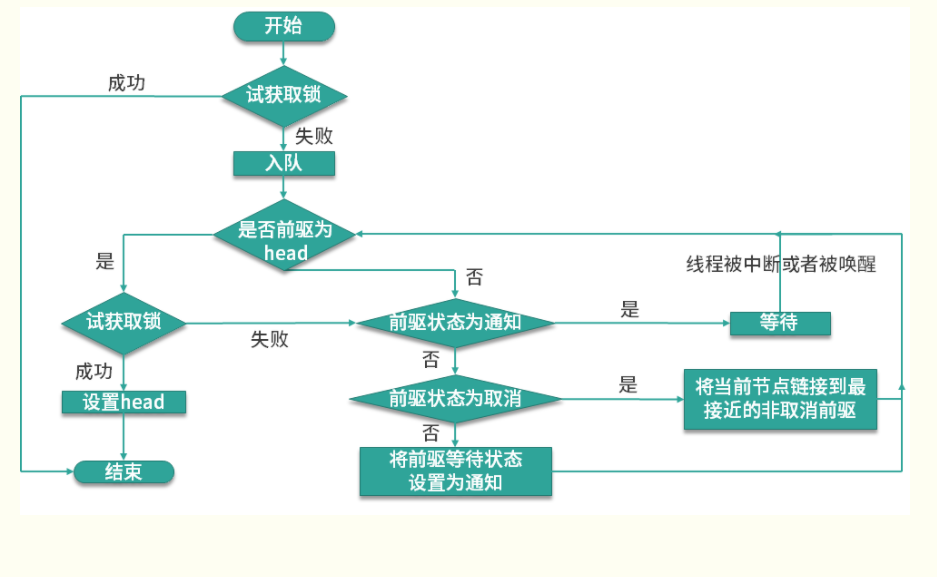 开始
成功
试获取锁
失败
入队
是否前驱为
head
是
否
线程被中断或者被唤醒
试获取锁
失败
前驱状态为通知
是
等待
成功
否
设置head
前驱状态为取消
是
将当前节点链接到最
接近的非取消前驱
否
结束
将前驱等待状态
设置为通知